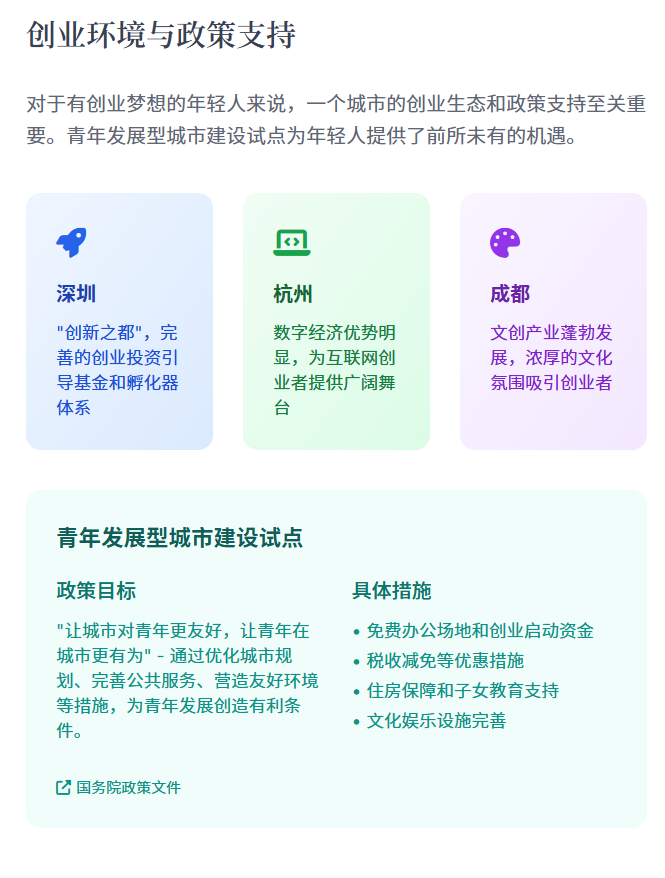 创业环境与政策支持
对于有创业梦想的年轻人来说，一个城市的创业生态和政策支持至关重
要。青年发展型城市建设试点为年轻人提供了前所未有的机遇。
深圳
"创新之都"，完
善的创业投资引
导基金和孵化器
体系
杭州
数字经济优势明
显，为互联网创
业者提供广阔舞
台
成都
文创产业蓬勃发
展，浓厚的文化
氛围吸引创业者
青年发展型城市建设试点
政策目标
"让城市对青年更友好，让青年在
城市更有为" - 通过优化城市规
划、完善公共服务、营造友好环境
等措施，为青年发展创造有利条
件。
具体措施
• 免费办公场地和创业启动资金
• 税收减免等优惠措施
• 住房保障和子女教育支持
• 文化娱乐设施完善
国务院政策文件